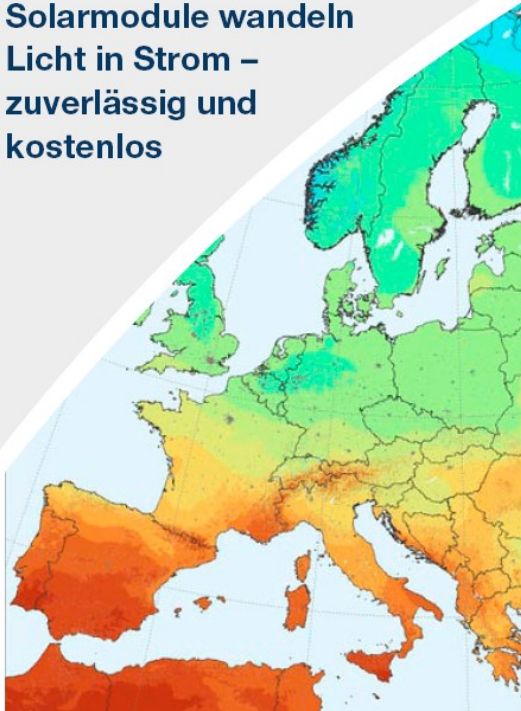 Solarmodule wandeln
Licht in Strom –
zuverlässig und
kostenlos